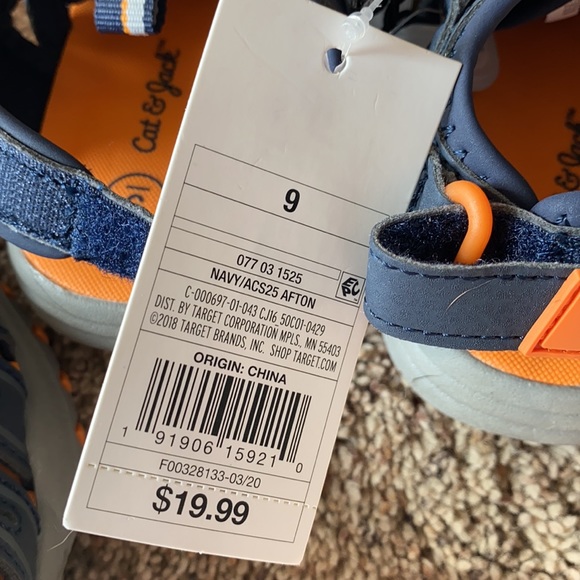 Cat & Jack™
9
077 03 1525
NAVY/ACS25 AFTON
C-000697-01-043 CJ16 50C01-0429
DIST. BY TARGET CORPORATION MPLS, MN 55403
©2018 TARGET BRANDS, INC. SHOP TARGET.COM
ORIGIN: CHINA
1 91906 15921 0
F00328133-03/20
$19.99